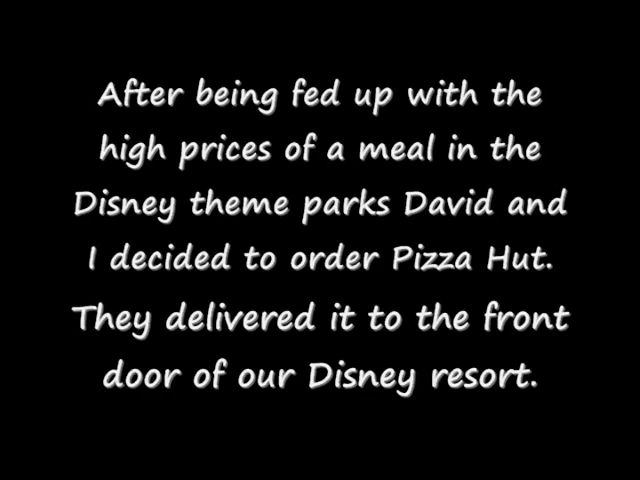 After being fed up with the
high prices of a meal in the
Disney theme parks David and
I decided to order Pizza Hut.
They delivered it to the front
door of our Disney resort.